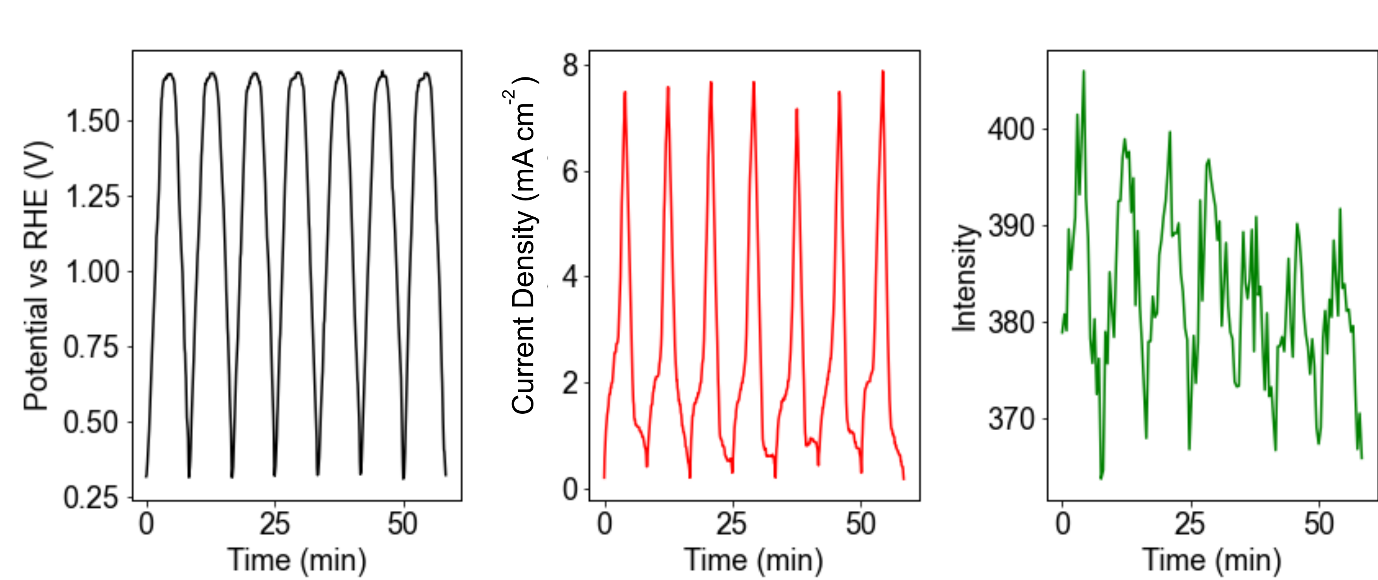 Potential vs RHE (V)
1.50
1.25
1.00
0.75
0.50
0.25
0 25 50
Time (min)
Current Density (mA cm-2 )
8
6
4
2
0
0 25 50
Time (min)
Intensity
400
390
380
370
0 25 50
Time (min)